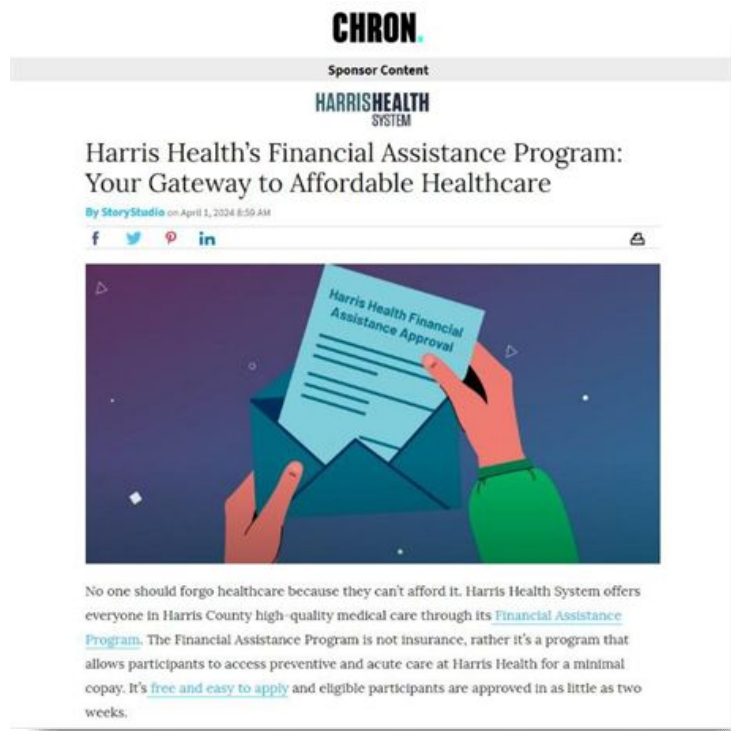 CHRON.
Sponsor Content
HARRISHEALTH
SYSTEM
Harris Health's Financial Assistance Program:
Your Gateway to Affordable Healthcare
By StoryStudio on April 1, 2024 8:59 AM
Harris Health Financial
Assistance Approval
No one should forgo healthcare because they can't afford it. Harris Health System offers
everyone in Harris County high-quality medical care through its Financial Assistance
Program. The Financial Assistance Program is not insurance, rather it's a program that
allows participants to access preventive and acute care at Harris Health for a minimal
copay. It's free and easy to apply and eligible participants are approved in as little as two
weeks.